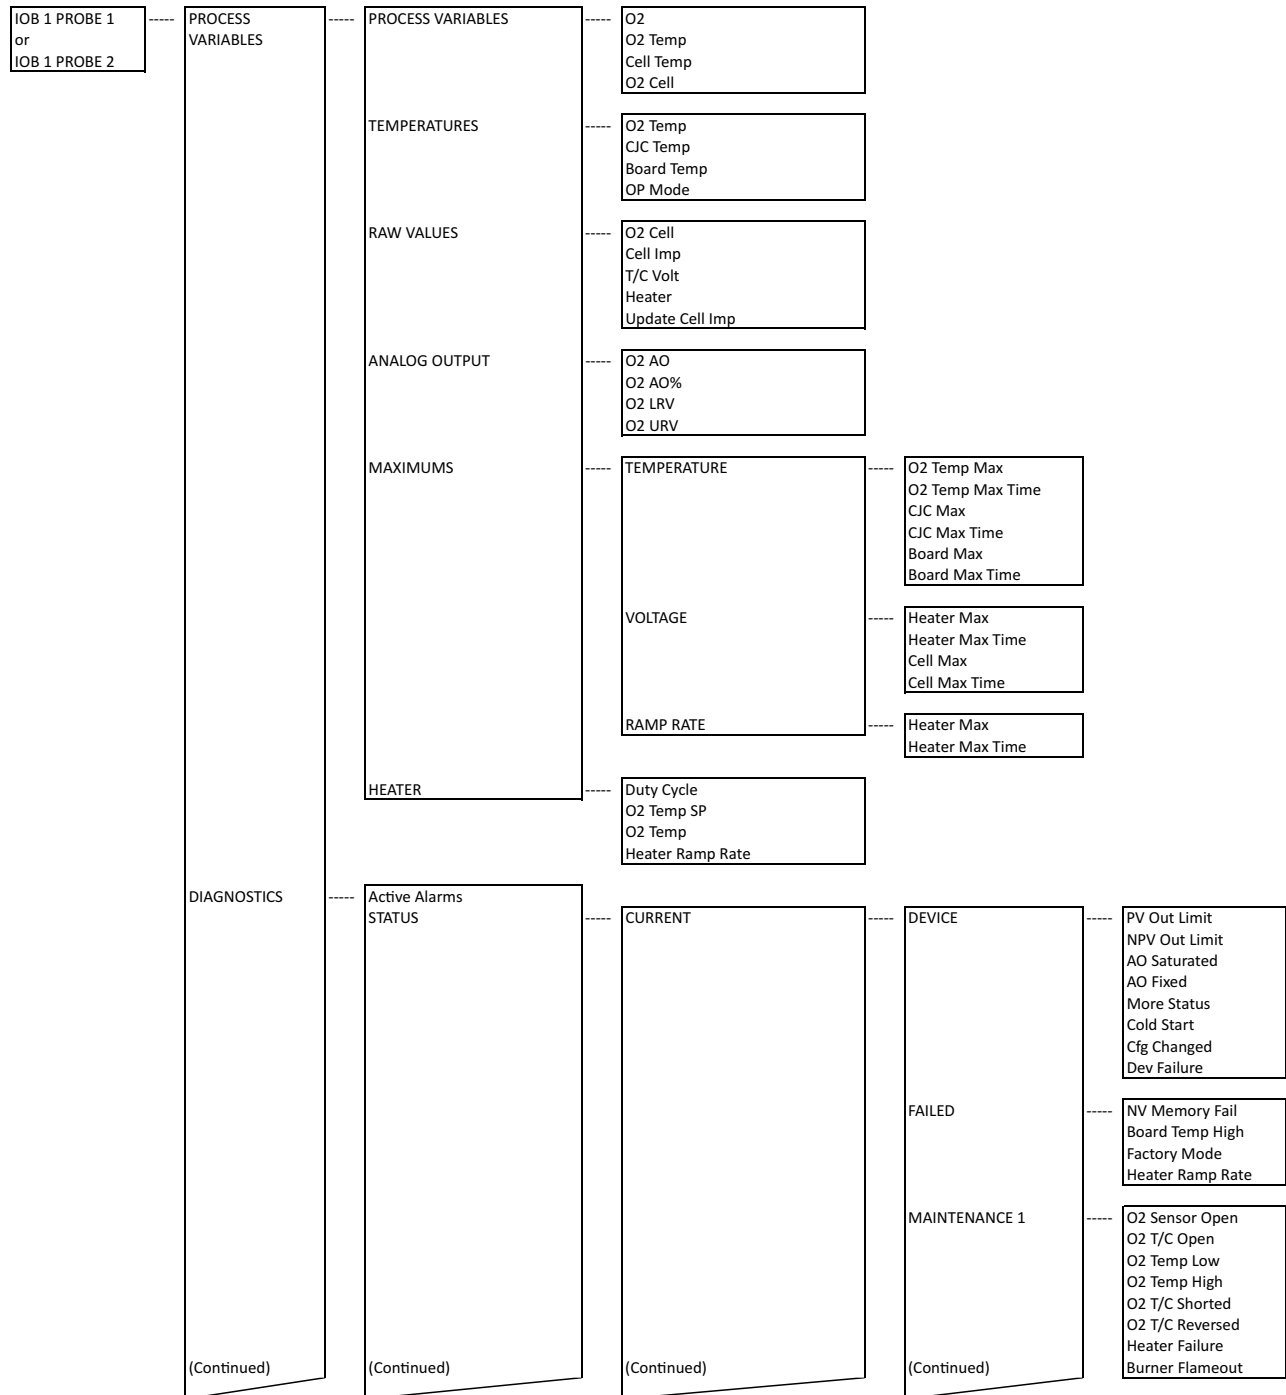 IOB 1 PROBE 1 ----- PROCESS ----- PROCESS VARIABLES ----- O2
or VARIABLES O2 Temp
IOB 1 PROBE 2 Cell Temp
O2 Cell
TEMPERATURES ----- O2 Temp
CJC Temp
Board Temp
OP Mode
RAW VALUES ----- O2 Cell
Cell Imp
T/C Volt
Heater
Update Cell Imp
ANALOG OUTPUT ----- O2 AO
O2 AO%
O2 LRV
O2 URV
MAXIMUMS ----- TEMPERATURE ----- O2 Temp Max
O2 Temp Max Time
CJC Max
CJC Max Time
Board Max
Board Max Time
VOLTAGE ----- Heater Max
Heater Max Time
Cell Max
Cell Max Time
RAMP RATE ----- Heater Max
Heater Max Time
HEATER ----- Duty Cycle
O2 Temp SP
O2 Temp
Heater Ramp Rate
DIAGNOSTICS ----- Active Alarms
STATUS ----- CURRENT ----- DEVICE ----- PV Out Limit
NPV Out Limit
AO Saturated
AO Fixed
More Status
Cold Start
Cfg Changed
Dev Failure
FAILED ----- NV Memory Fail
Board Temp High
Factory Mode
Heater Ramp Rate
MAINTENANCE 1 ----- O2 Sensor Open
O2 T/C Open
O2 Temp Low
O2 Temp High
O2 T/C Shorted
O2 T/C Reversed
Heater Failure
(Continued) (Continued) (Continued) (Continued) Burner Flameout